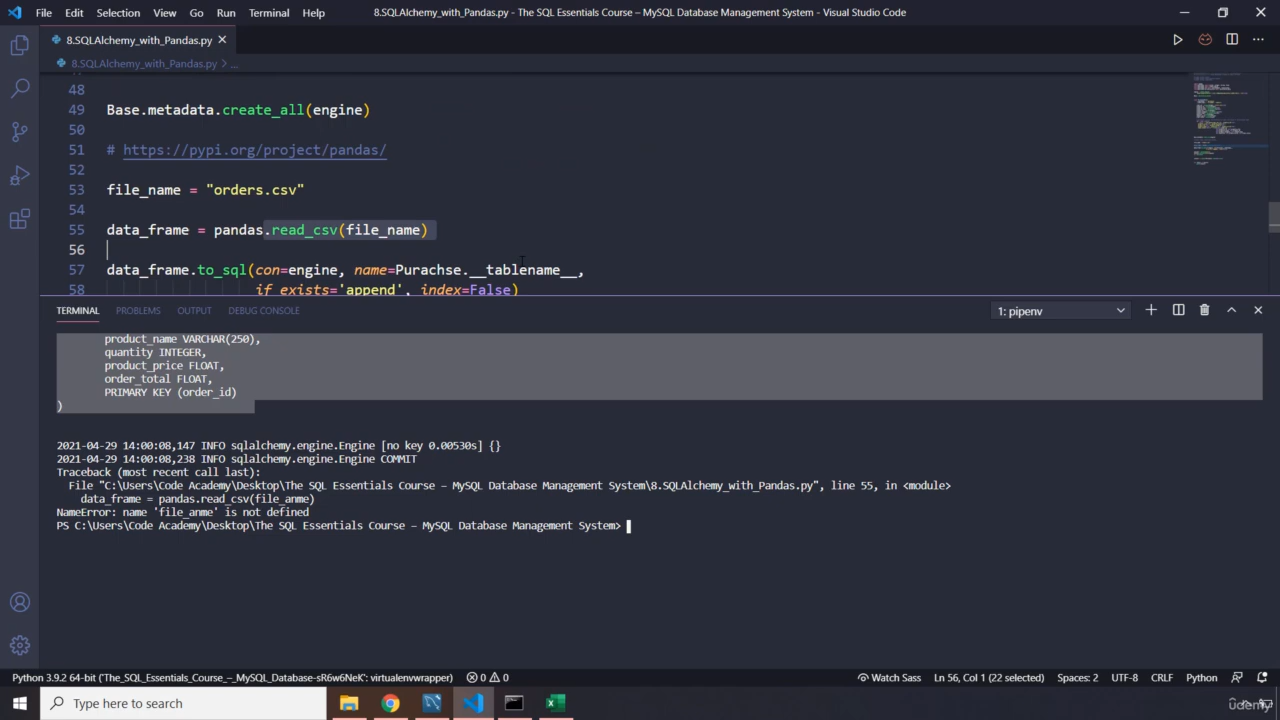 File Edit Selection View Go Run Terminal Help
8.SQLAlchemy_with_Pandas.py - The SQL Essentials Course – MySQL Database Management System - Visual Studio Code
8.SQLAlchemy_with_Pandas.py
8.SQLAlchemy_with_Pandas.py > ...
48
49 Base.metadata.create_all(engine)
50
51 # https://pypi.org/project/pandas/
52
53 file_name = "orders.csv"
54
55 data_frame = pandas.read_csv(file_name)
56
57 data_frame.to_sql(con=engine, name=Purachse.__tablename__,
58 if_exists='append', index=False)
TERMINAL PROBLEMS OUTPUT DEBUG CONSOLE
1: pipenv
product_name VARCHAR(250),
quantity INTEGER,
product_price FLOAT,
order_total FLOAT,
PRIMARY KEY (order_id)
)
2021-04-29 14:00:08,147 INFO sqlalchemy.engine.Engine [no key 0.00530s] {}
2021-04-29 14:00:08,238 INFO sqlalchemy.engine.Engine COMMIT
Traceback (most recent call last):
File "C:\Users\Code Academy\Desktop\The SQL Essentials Course – MySQL Database Management System\8.SQLAlchemy_with_Pandas.py", line 55, in <module>
data_frame = pandas.read_csv(file_anme)
NameError: name 'file_anme' is not defined
PS C:\Users\Code Academy\Desktop\The SQL Essentials Course – MySQL Database Management System>
Python 3.9.2 64-bit ('The_SQL_Essentials_Course_–_MySQL_Database-sR6w6NeK': virtualenvwrapper) 0 0
Watch Sass Ln 56, Col 1 (22 selected) Spaces: 2 UTF-8 CRLF Python
Type here to search
udemy